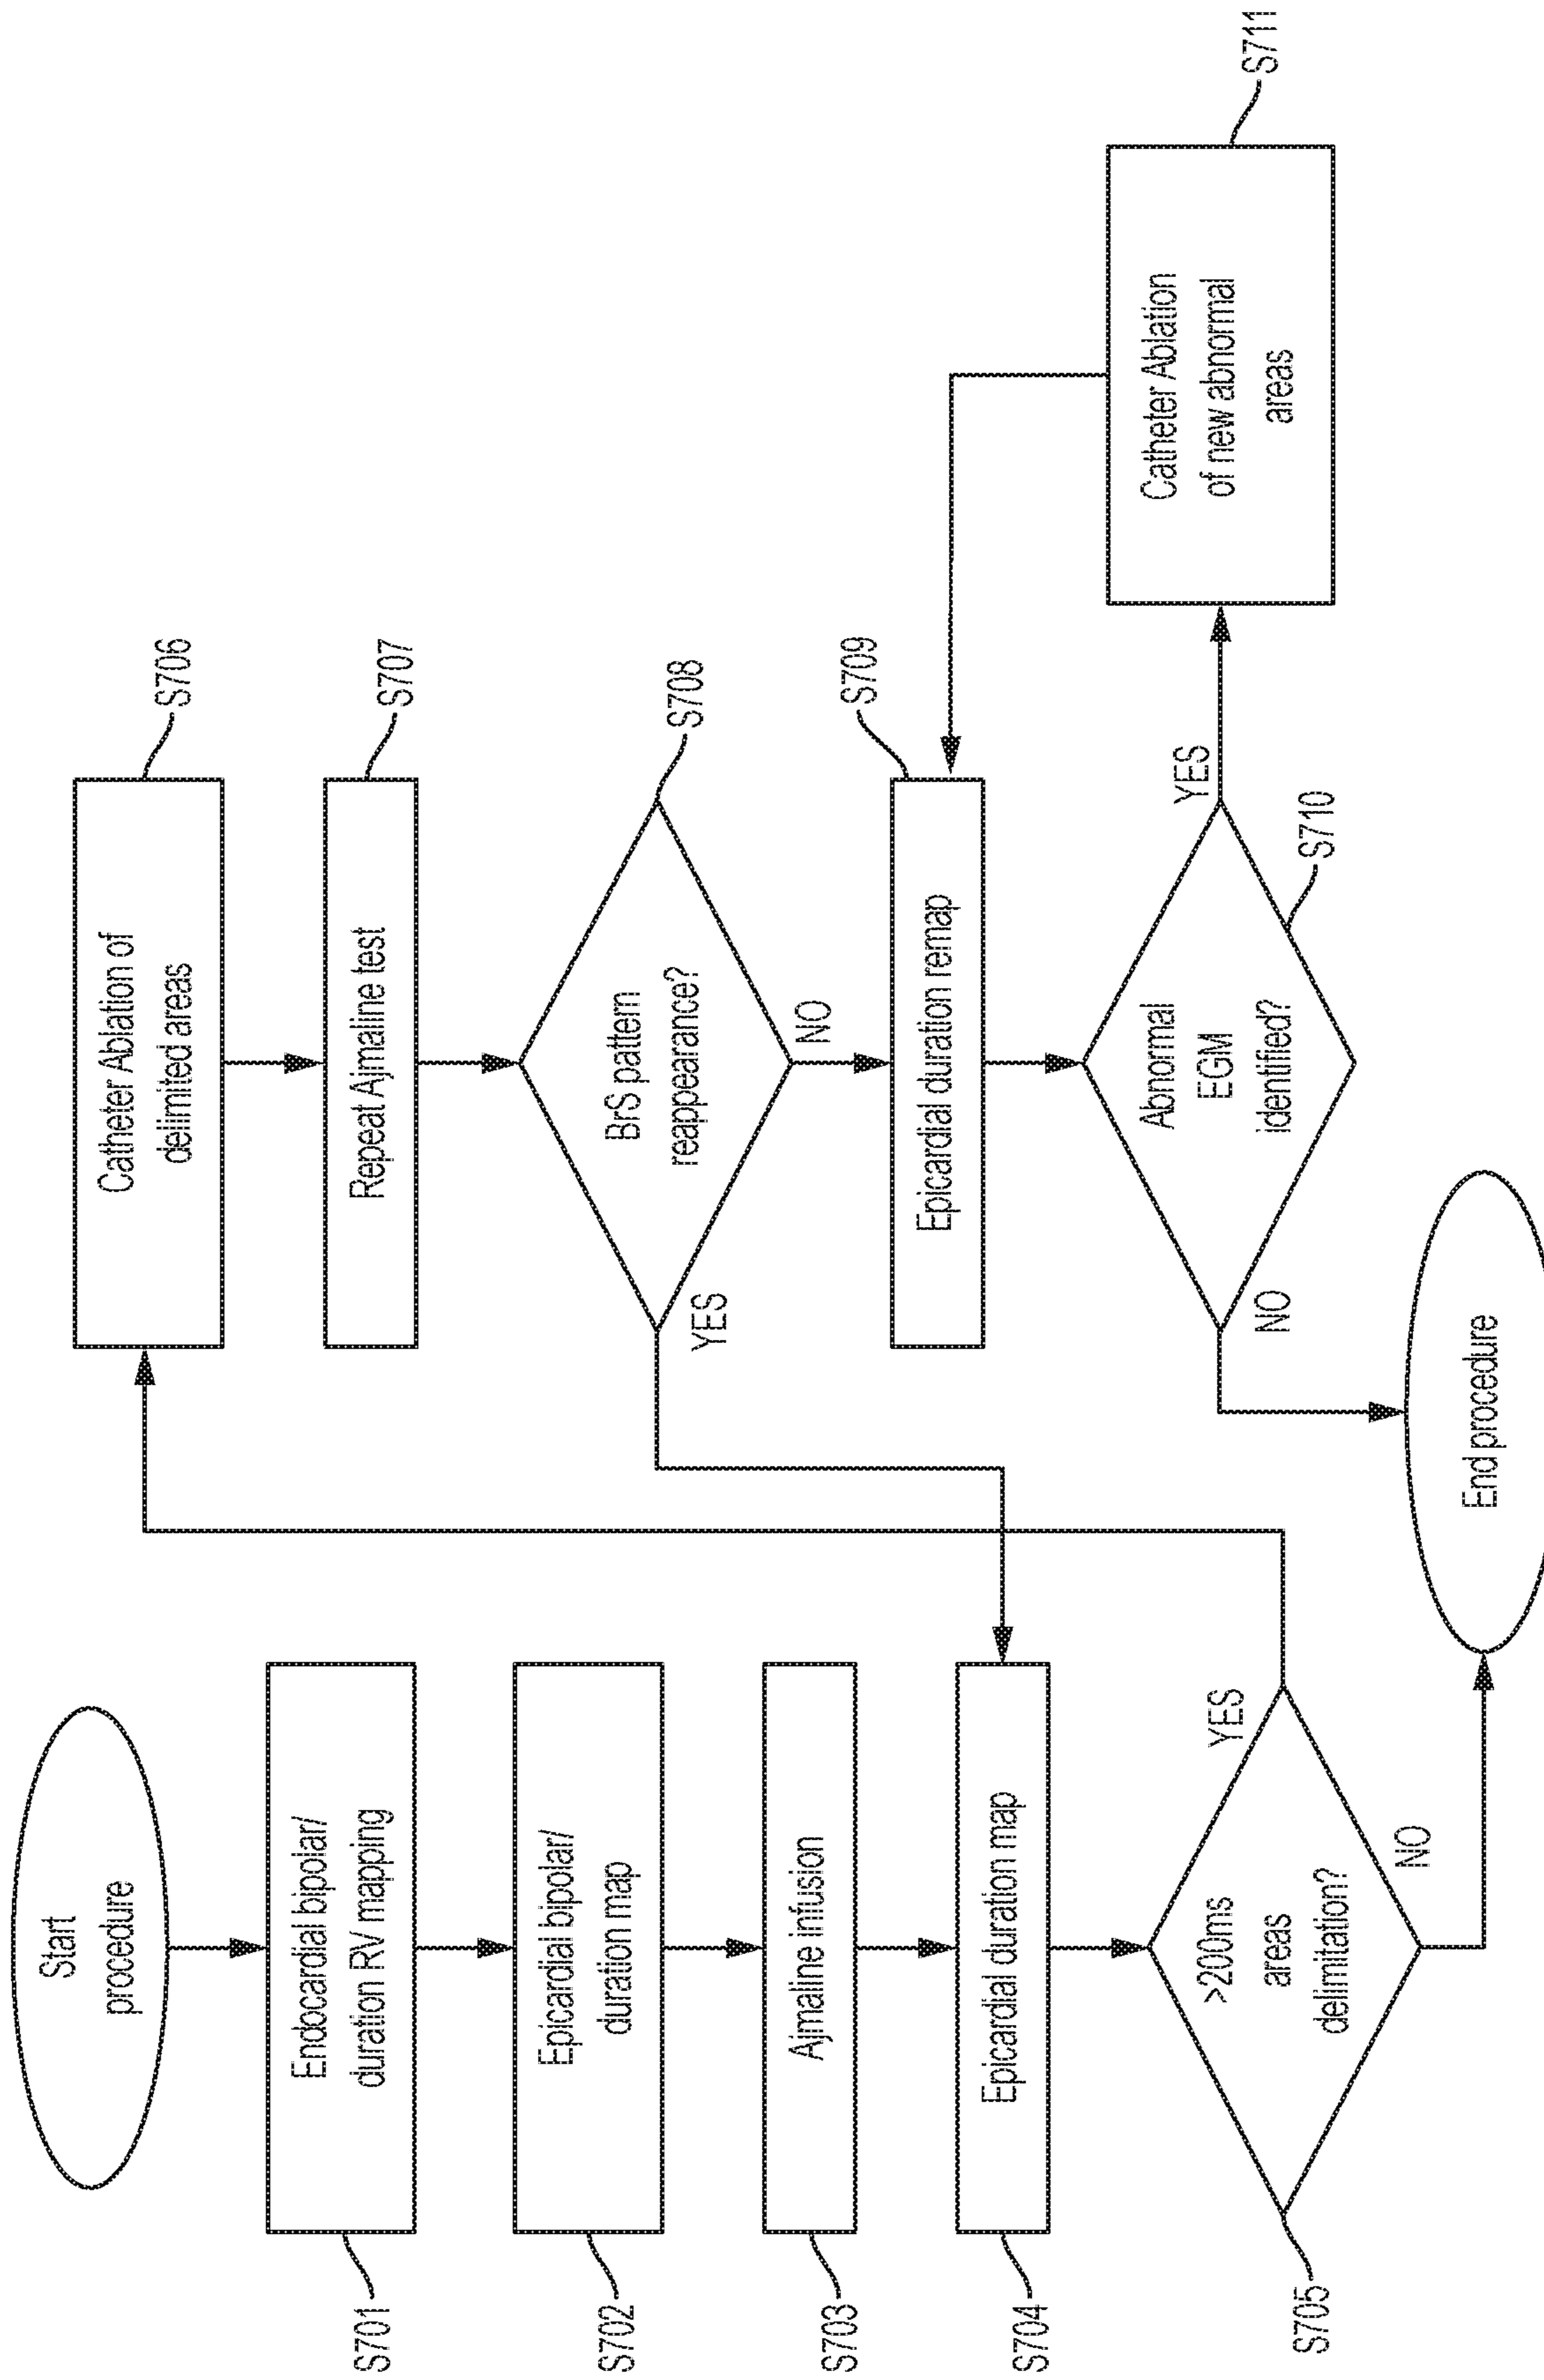 Start
procedure
Endocardial bipolar/
duration RV mapping
S701
Epicardial bipolar/
duration map
S702
Ajmaline infusion
S703
Epicardial duration map
S704
>200ms
areas
delimitation?
S705
YES
NO
Catheter Ablation of
delimited areas
S706
Repeat Ajmaline test
S707
BrS pattern
reappearance?
S708
YES
NO
Epicardial duration remap
S709
Abnormal
EGM
identified?
S710
YES
NO
Catheter Ablation
of new abnormal
areas
S711
End procedure